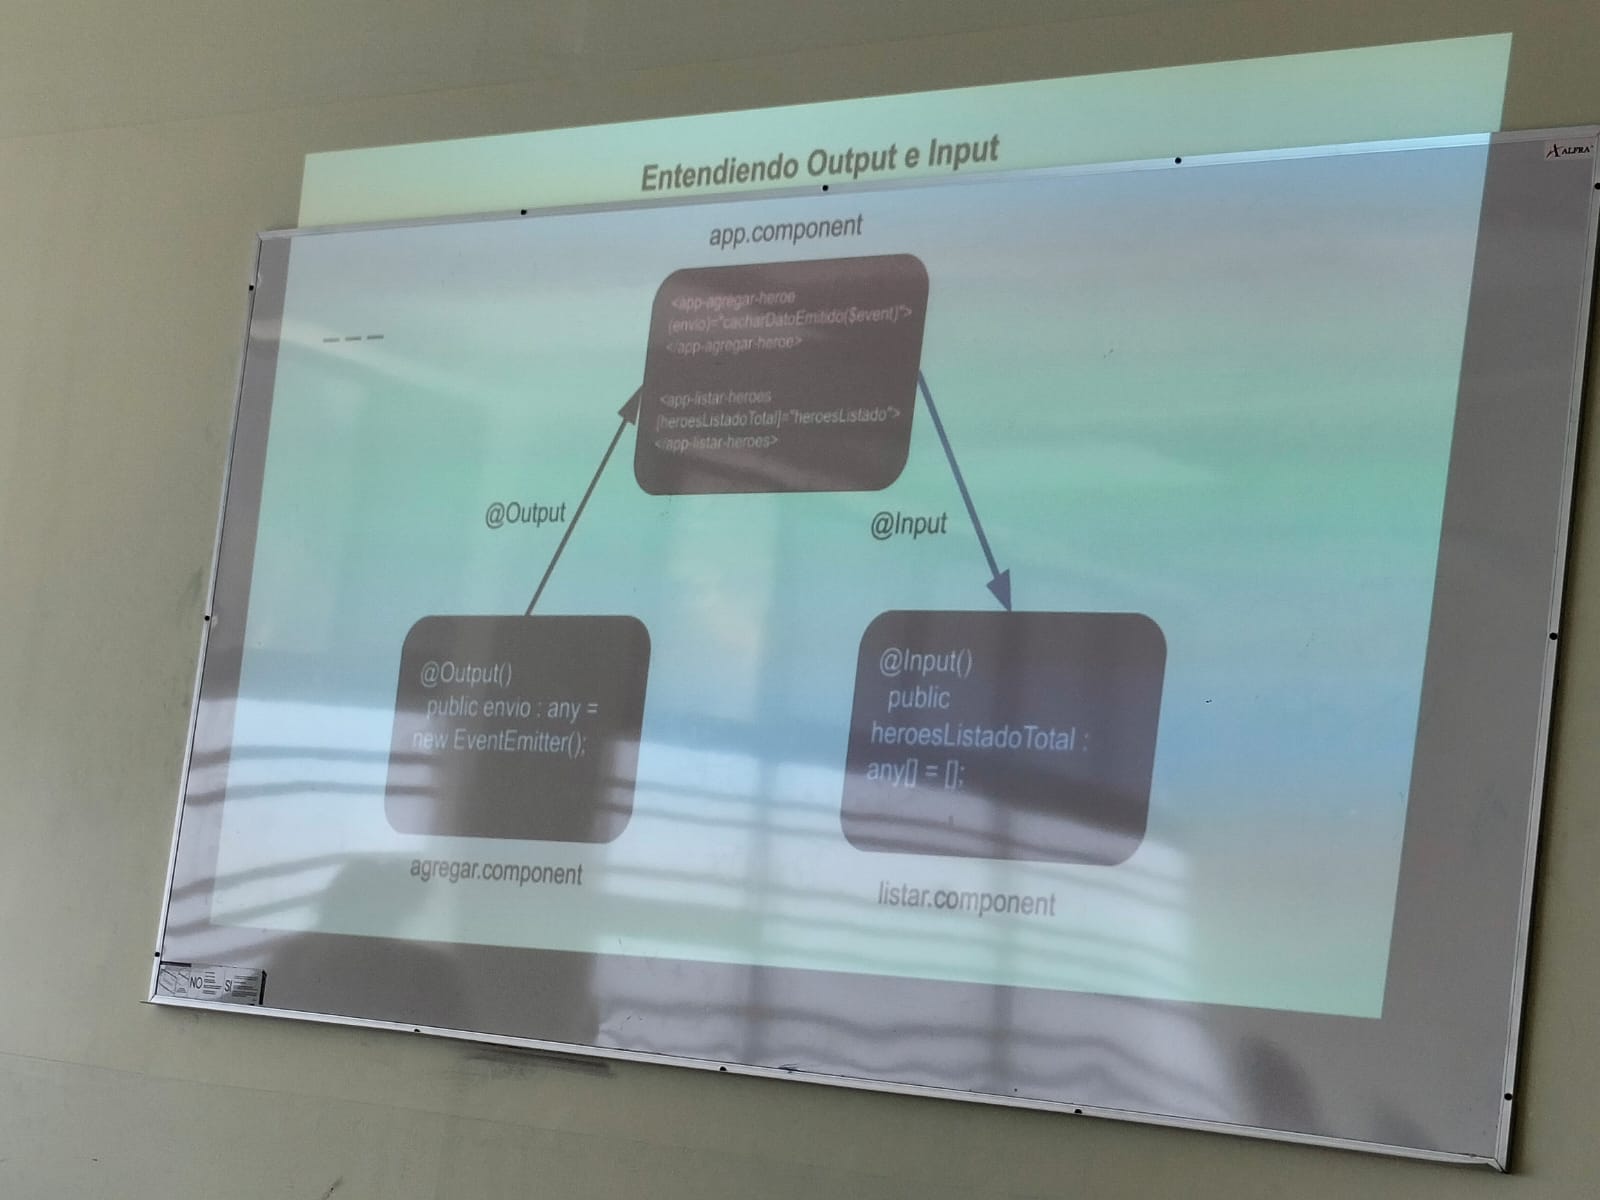 Entendiendo Output e Input
ALFRA
app.component
<app-agregar-heroe
(envio)="cacharDatoEmitido($event)">
</app-agregar-heroe>
<app-listar-heroes
[heroesListadoTotal]="heroesListado">
</app-listar-heroes>
@Output
@Input
@Output()
public envio : any =
new EventEmitter();
agregar.component
@Input()
public
heroesListadoTotal :
any[] = [];
listar.component
NO
SI